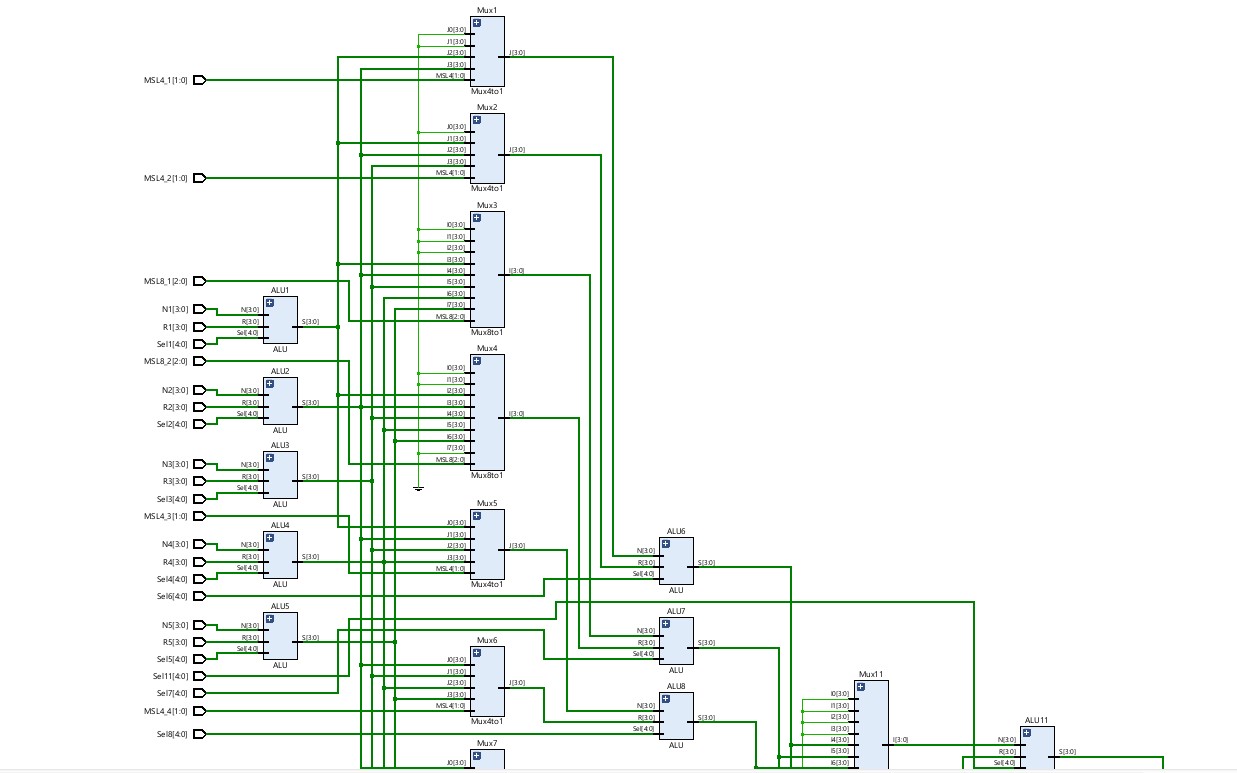 Mux1
J0[3:0]
J1[3:0]
J2[3:0]
J3[3:0]
MSL4[1:0]
J[3:0]
Mux4to1
MSL4_1[1:0]
Mux2
J0[3:0]
J1[3:0]
J2[3:0]
J3[3:0]
MSL4[1:0]
J[3:0]
Mux4to1
MSL4_2[1:0]
Mux3
I0[3:0]
I1[3:0]
I2[3:0]
I3[3:0]
I4[3:0]
I5[3:0]
I6[3:0]
I7[3:0]
MSL8[2:0]
I[3:0]
Mux8to1
MSL8_1[2:0]
ALU1
N1[3:0]
R1[3:0]
Sel1[4:0]
N[3:0]
R[3:0]
Sel[4:0]
S[3:0]
ALU
MSL8_2[2:0]
Mux4
I0[3:0]
I1[3:0]
I2[3:0]
I3[3:0]
I4[3:0]
I5[3:0]
I6[3:0]
I7[3:0]
MSL8[2:0]
I[3:0]
Mux8to1
ALU2
N2[3:0]
R2[3:0]
Sel2[4:0]
N[3:0]
R[3:0]
Sel[4:0]
S[3:0]
ALU
ALU3
N3[3:0]
R3[3:0]
Sel3[4:0]
N[3:0]
R[3:0]
Sel[4:0]
S[3:0]
ALU
MSL4_3[1:0]
Mux5
J0[3:0]
J1[3:0]
J2[3:0]
J3[3:0]
MSL4[1:0]
J[3:0]
Mux4to1
ALU4
N4[3:0]
R4[3:0]
Sel4[4:0]
N[3:0]
R[3:0]
Sel[4:0]
S[3:0]
ALU
Sel6[4:0]
ALU6
N[3:0]
R[3:0]
Sel[4:0]
S[3:0]
ALU
ALU5
N5[3:0]
R5[3:0]
Sel5[4:0]
N[3:0]
R[3:0]
Sel[4:0]
S[3:0]
ALU
Sel11[4:0]
Sel7[4:0]
MSL4_4[1:0]
Sel8[4:0]
ALU7
N[3:0]
R[3:0]
Sel[4:0]
S[3:0]
ALU
Mux6
J0[3:0]
J1[3:0]
J2[3:0]
J3[3:0]
MSL4[1:0]
J[3:0]
Mux4to1
ALU8
N[3:0]
R[3:0]
Sel[4:0]
S[3:0]
ALU
Mux11
I0[3:0]
I1[3:0]
I2[3:0]
I3[3:0]
I4[3:0]
I5[3:0]
I6[3:0]
I[3:0]
ALU11
N[3:0]
R[3:0]
Sel[4:0]
S[3:0]
Mux7
J0[3:0]